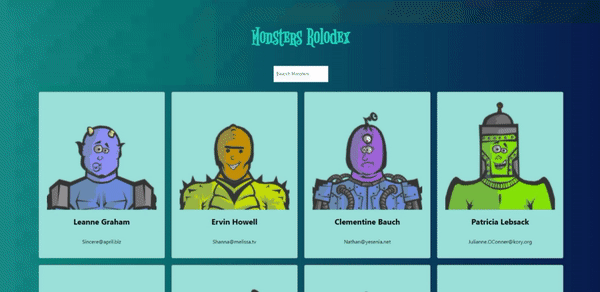 Monsters Rolodex
Search Monsters
Leanne Graham
Ervin Howell
Clementine Bauch
Patricia Lebsack
Sincere@april.biz
Shanna@melissa.tv
Nathan@yesenia.net
Julianne.OConner@kory.org